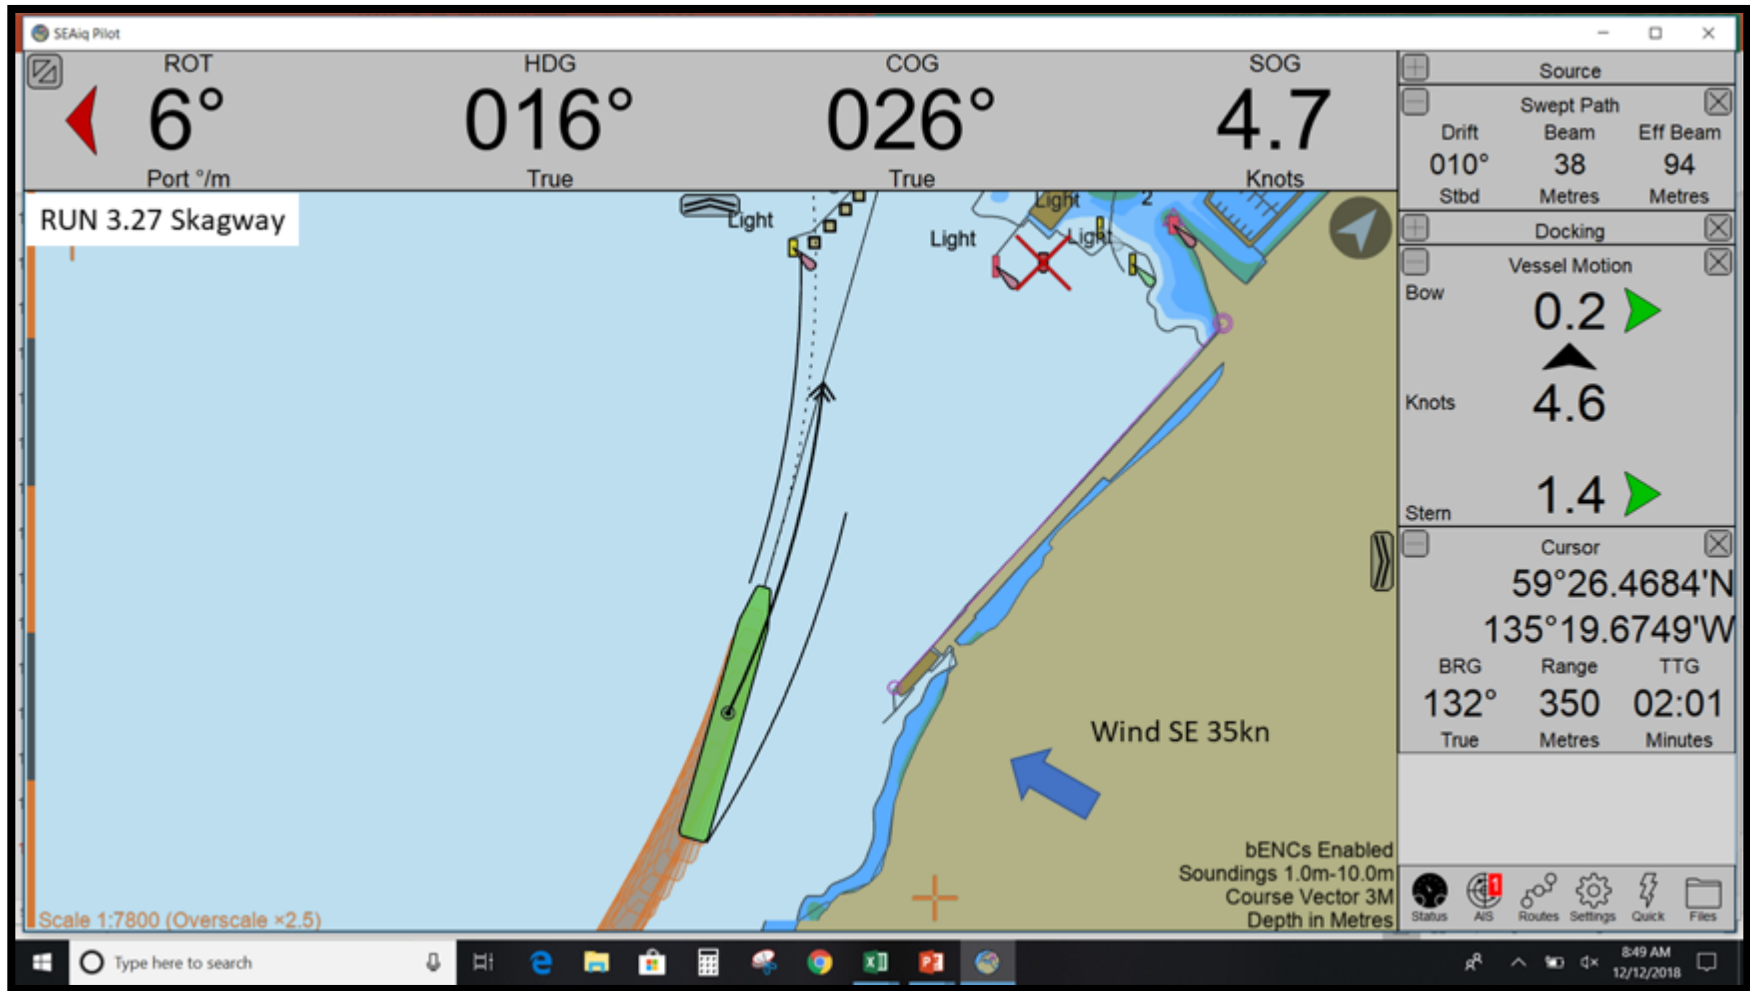 SEAiq Pilot
ROT HDG COG SOG
6° 016° 026° 4.7
Port °/m True True Knots
RUN 3.27 Skagway
Light
Light
Light
Light
2
Wind SE 35kn
bENCs Enabled
Soundings 1.0m-10.0m
Course Vector 3M
Depth in Metres
Scale 1:7800 (Overscale ×2.5)
Source
Swept Path
Drift Beam Eff Beam
010° 38 94
Stbd Metres Metres
Docking
Vessel Motion
Bow 0.2
Knots 4.6
Stern 1.4
Cursor
59°26.4684'N
135°19.6749'W
BRG Range TTG
132° 350 02:01
True Metres Minutes
1
Status AIS Routes Settings Quick Files
Type here to search
8:49 AM
12/12/2018